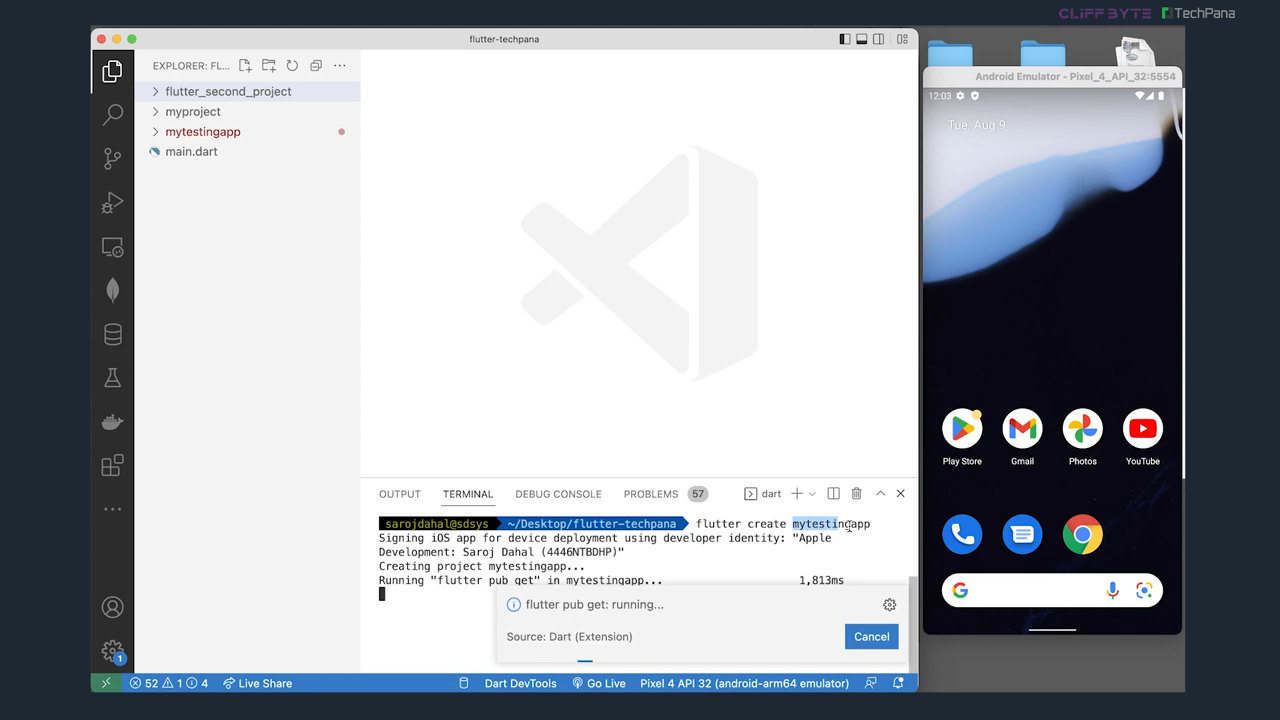 CLIFF BYTE TechPana
flutter-techpana
EXPLORER: FL...
flutter_second_project
myproject
mytestingapp
main.dart
OUTPUT TERMINAL DEBUG CONSOLE PROBLEMS 57 dart
sarojdahal@sdsys ~/Desktop/flutter-techpana flutter create mytestingapp
Signing iOS app for device deployment using developer identity: "Apple
Development: Saroj Dahal (4446NTBDHP)"
Creating project mytestingapp...
Running "flutter pub get" in mytestingapp... 1,813ms
flutter pub get: running...
Source: Dart (Extension)
Cancel
1
52 1 4 Live Share Dart DevTools Go Live Pixel 4 API 32 (android-arm64 emulator)
Android Emulator - Pixel_4_API_32:5554
12:03
Tue, Aug 9
Play Store Gmail Photos YouTube